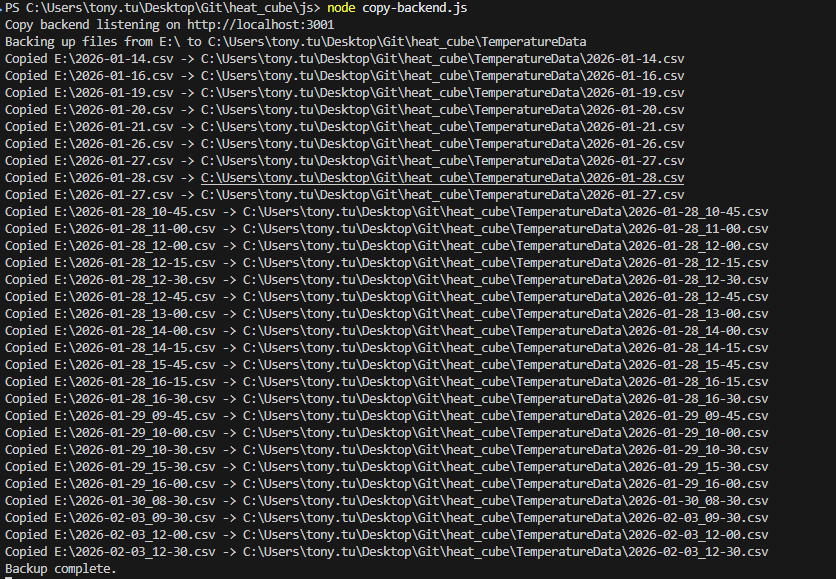 PS C:\Users\tony.tu\Desktop\Git\heat_cube\js> node copy-backend.js
Copy backend listening on http://localhost:3001
Backing up files from E:\ to C:\Users\tony.tu\Desktop\Git\heat_cube\TemperatureData
Copied E:\2026-01-14.csv -> C:\Users\tony.tu\Desktop\Git\heat_cube\TemperatureData\2026-01-14.csv
Copied E:\2026-01-16.csv -> C:\Users\tony.tu\Desktop\Git\heat_cube\TemperatureData\2026-01-16.csv
Copied E:\2026-01-19.csv -> C:\Users\tony.tu\Desktop\Git\heat_cube\TemperatureData\2026-01-19.csv
Copied E:\2026-01-20.csv -> C:\Users\tony.tu\Desktop\Git\heat_cube\TemperatureData\2026-01-20.csv
Copied E:\2026-01-21.csv -> C:\Users\tony.tu\Desktop\Git\heat_cube\TemperatureData\2026-01-21.csv
Copied E:\2026-01-26.csv -> C:\Users\tony.tu\Desktop\Git\heat_cube\TemperatureData\2026-01-26.csv
Copied E:\2026-01-27.csv -> C:\Users\tony.tu\Desktop\Git\heat_cube\TemperatureData\2026-01-27.csv
Copied E:\2026-01-28.csv -> C:\Users\tony.tu\Desktop\Git\heat_cube\TemperatureData\2026-01-28.csv
Copied E:\2026-01-27.csv -> C:\Users\tony.tu\Desktop\Git\heat_cube\TemperatureData\2026-01-27.csv
Copied E:\2026-01-28_10-45.csv -> C:\Users\tony.tu\Desktop\Git\heat_cube\TemperatureData\2026-01-28_10-45.csv
Copied E:\2026-01-28_11-00.csv -> C:\Users\tony.tu\Desktop\Git\heat_cube\TemperatureData\2026-01-28_11-00.csv
Copied E:\2026-01-28_12-00.csv -> C:\Users\tony.tu\Desktop\Git\heat_cube\TemperatureData\2026-01-28_12-00.csv
Copied E:\2026-01-28_12-15.csv -> C:\Users\tony.tu\Desktop\Git\heat_cube\TemperatureData\2026-01-28_12-15.csv
Copied E:\2026-01-28_12-30.csv -> C:\Users\tony.tu\Desktop\Git\heat_cube\TemperatureData\2026-01-28_12-30.csv
Copied E:\2026-01-28_12-45.csv -> C:\Users\tony.tu\Desktop\Git\heat_cube\TemperatureData\2026-01-28_12-45.csv
Copied E:\2026-01-28_13-00.csv -> C:\Users\tony.tu\Desktop\Git\heat_cube\TemperatureData\2026-01-28_13-00.csv
Copied E:\2026-01-28_14-00.csv -> C:\Users\tony.tu\Desktop\Git\heat_cube\TemperatureData\2026-01-28_14-00.csv
Copied E:\2026-01-28_14-15.csv -> C:\Users\tony.tu\Desktop\Git\heat_cube\TemperatureData\2026-01-28_14-15.csv
Copied E:\2026-01-28_15-45.csv -> C:\Users\tony.tu\Desktop\Git\heat_cube\TemperatureData\2026-01-28_15-45.csv
Copied E:\2026-01-28_16-15.csv -> C:\Users\tony.tu\Desktop\Git\heat_cube\TemperatureData\2026-01-28_16-15.csv
Copied E:\2026-01-28_16-30.csv -> C:\Users\tony.tu\Desktop\Git\heat_cube\TemperatureData\2026-01-28_16-30.csv
Copied E:\2026-01-29_09-45.csv -> C:\Users\tony.tu\Desktop\Git\heat_cube\TemperatureData\2026-01-29_09-45.csv
Copied E:\2026-01-29_10-00.csv -> C:\Users\tony.tu\Desktop\Git\heat_cube\TemperatureData\2026-01-29_10-00.csv
Copied E:\2026-01-29_10-30.csv -> C:\Users\tony.tu\Desktop\Git\heat_cube\TemperatureData\2026-01-29_10-30.csv
Copied E:\2026-01-29_15-30.csv -> C:\Users\tony.tu\Desktop\Git\heat_cube\TemperatureData\2026-01-29_15-30.csv
Copied E:\2026-01-29_16-00.csv -> C:\Users\tony.tu\Desktop\Git\heat_cube\TemperatureData\2026-01-29_16-00.csv
Copied E:\2026-01-30_08-30.csv -> C:\Users\tony.tu\Desktop\Git\heat_cube\TemperatureData\2026-01-30_08-30.csv
Copied E:\2026-02-03_09-30.csv -> C:\Users\tony.tu\Desktop\Git\heat_cube\TemperatureData\2026-02-03_09-30.csv
Copied E:\2026-02-03_12-00.csv -> C:\Users\tony.tu\Desktop\Git\heat_cube\TemperatureData\2026-02-03_12-00.csv
Copied E:\2026-02-03_12-30.csv -> C:\Users\tony.tu\Desktop\Git\heat_cube\TemperatureData\2026-02-03_12-30.csv
Backup complete.